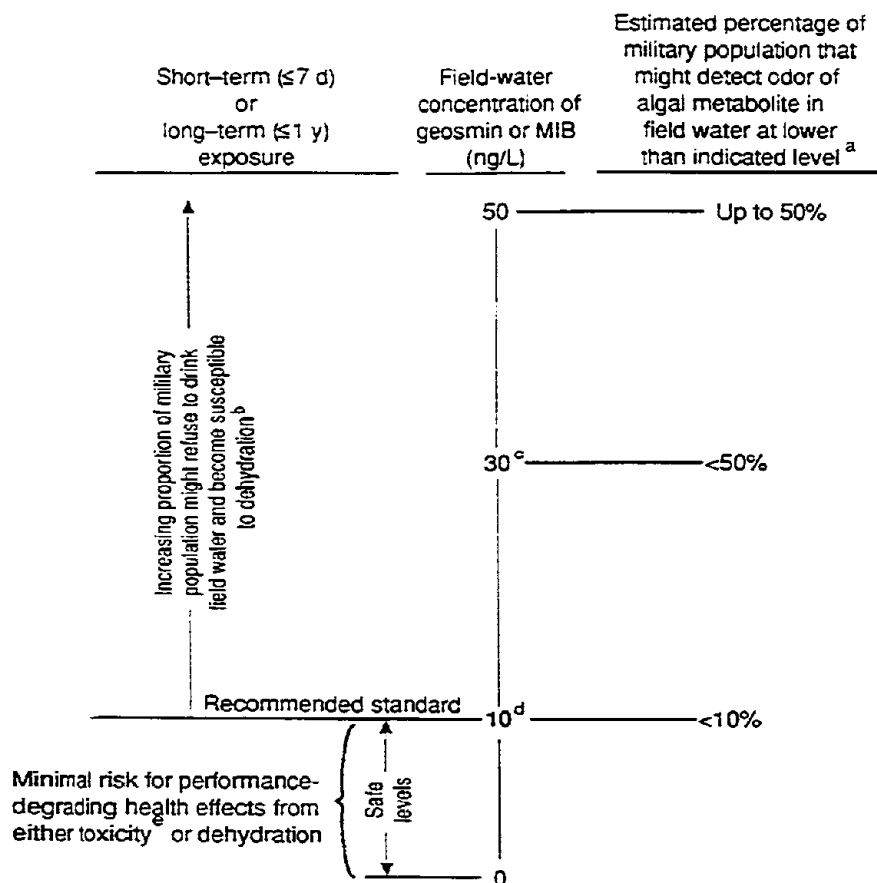 Short–term (≤7 d)
or
long–term (≤1 y)
exposure
Field-water
concentration of
geosmin or MIB
(ng/L)
Estimated percentage of
military population that
might detect odor of
algal metabolite in
field water at lower
than indicated level a
50
Up to 50%
Increasing proportion of military
population might refuse to drink
field water and become susceptible
to dehydration b
30 c
<50%
Recommended standard
10 d
<10%
Minimal risk for performance-
degrading health effects from
either toxicity e or dehydration
Safe
levels
0